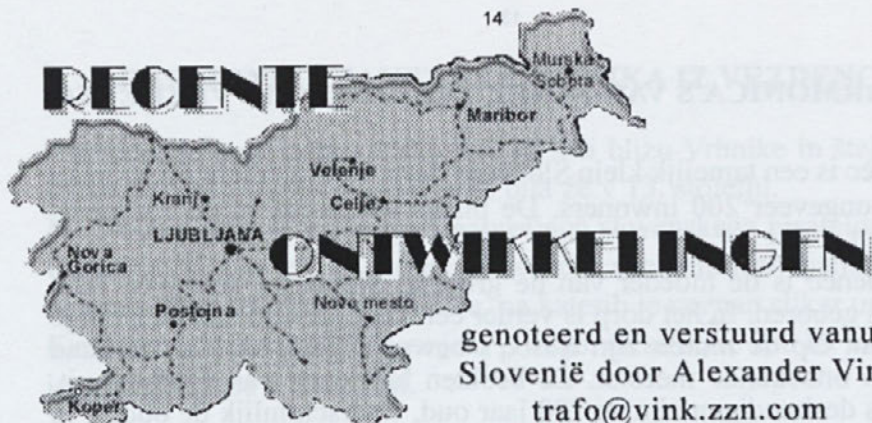 14
RECENTE
Murska
Sobota
Maribor
Velenje
Kranj
Celje
LJUBLJANA
ONTWIKKELINGEN
Nova
Gorica
Postojna
Novo mesto
Koper
genoteerd en verstuurd vanu
Slovenië door Alexander Vin
trafo@vink.zzn.com